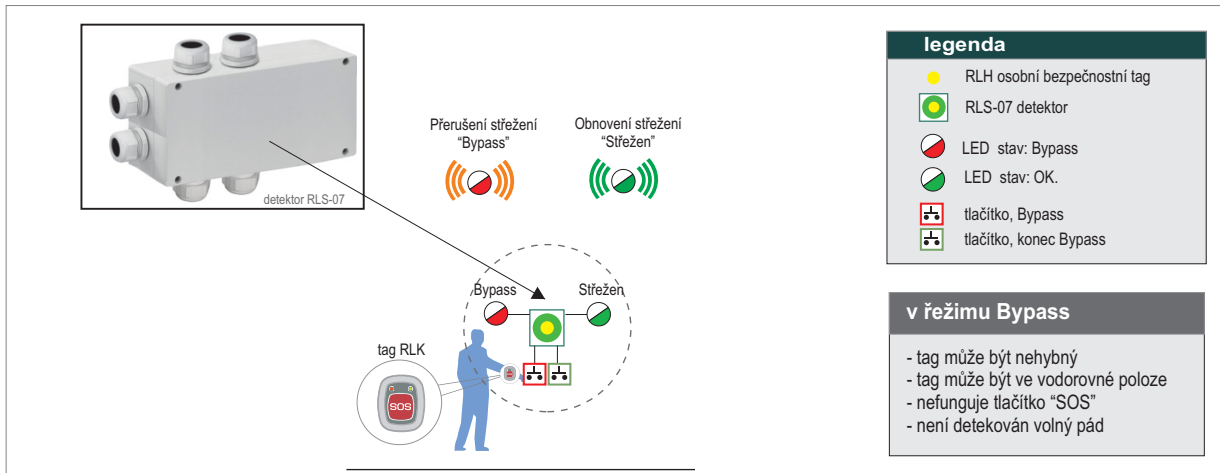 detektor RLS-07
Přerušení střežení
“Bypass”
Obnovení střežení
“Střežen”
Bypass
Střežen
tag RLK
SOS
legenda
RLH osobní bezpečnostní tag
RLS-07 detektor
LED stav: Bypass
LED stav: OK.
tlačítko, Bypass
tlačítko, konec Bypass
v řežimu Bypass
- tag může být nehybný
- tag může být ve vodorovné poloze
- nefunguje tlačítko “SOS”
- není detekován volný pád